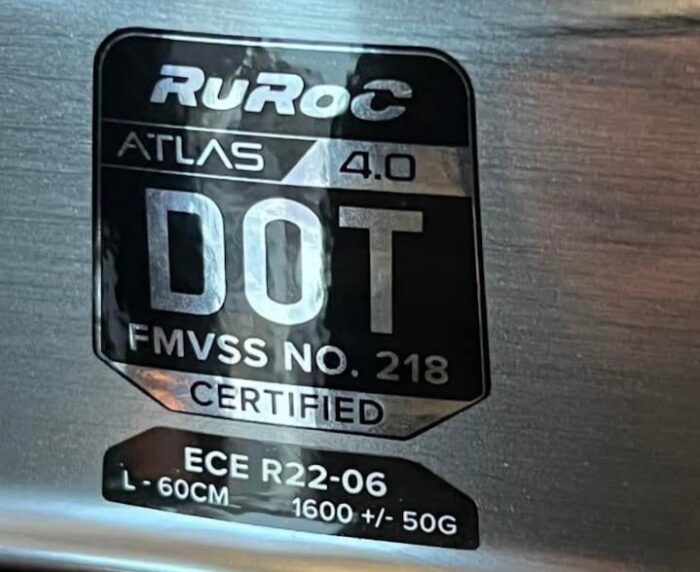 RUROC
ATLAS 4.0
DOT
FMVSS NO. 218
CERTIFIED
ECE R22-06
L - 60CM 1600 +/- 50G